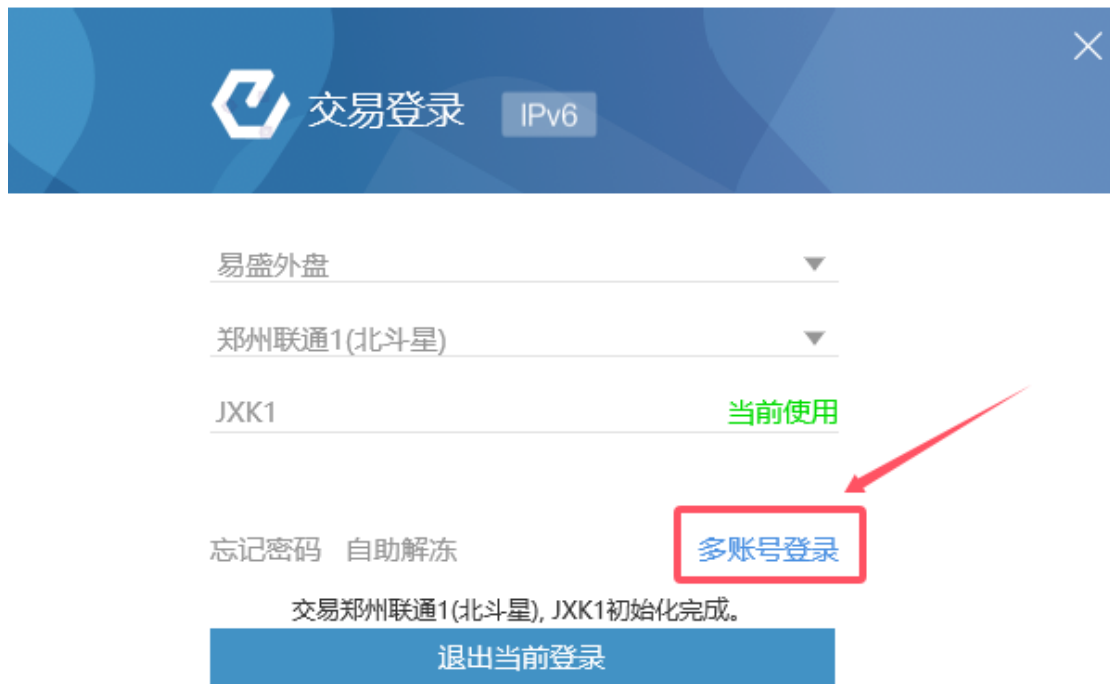 交易登录 IPv6
易盛外盘
郑州联通1(北斗星)
JXK1 当前使用
忘记密码 自助解冻 多账号登录
交易郑州联通1(北斗星), JXK1初始化完成。
退出当前登录